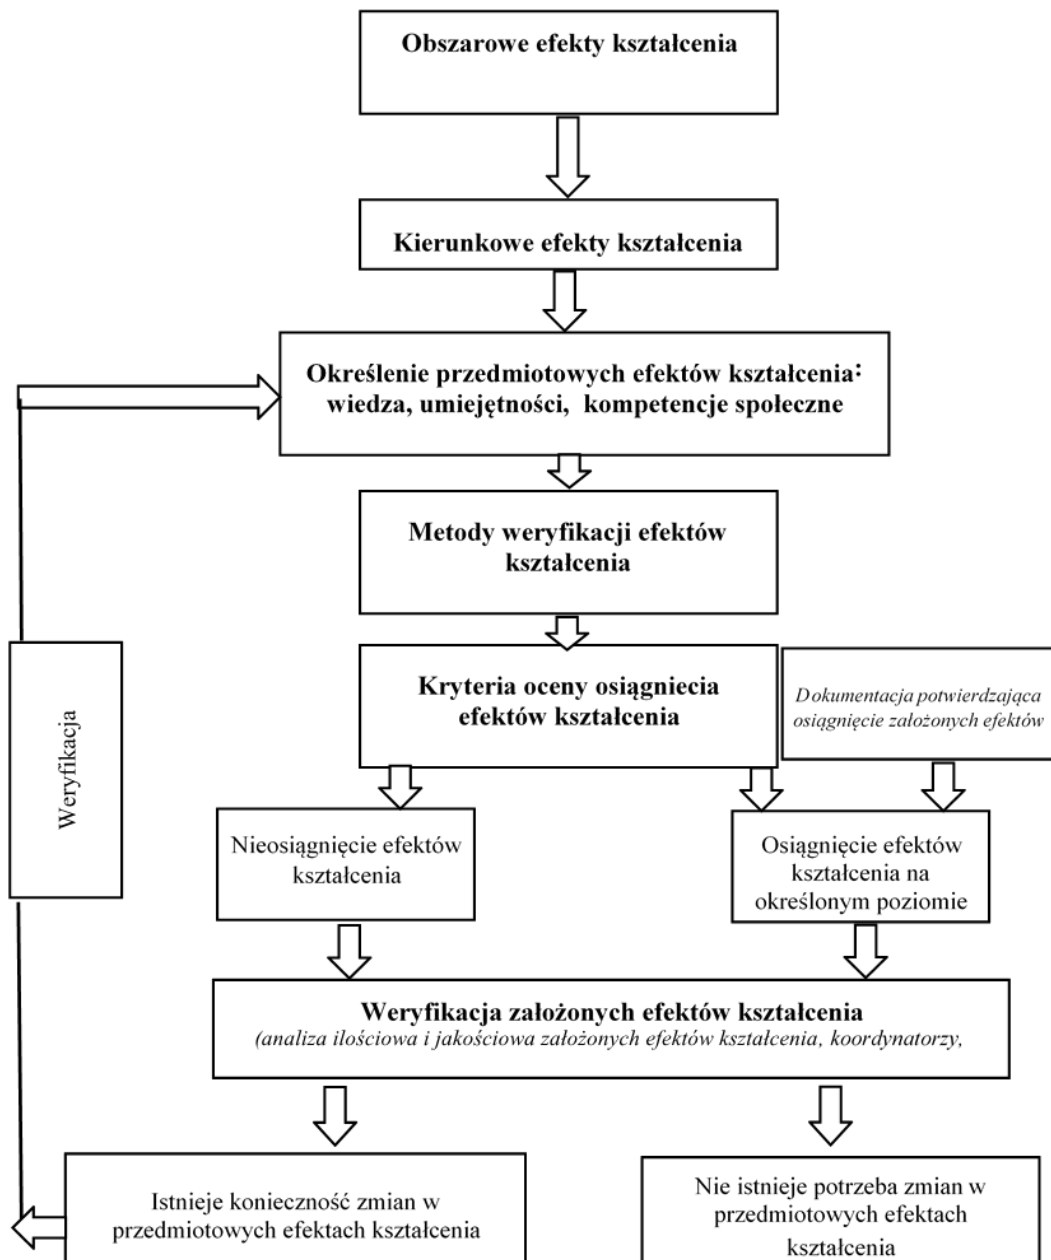 Obszarowe efekty kształcenia
Kierunkowe efekty kształcenia
Określenie przedmiotowych efektów kształcenia:
wiedza, umiejętności, kompetencje społeczne
Metody weryfikacji efektów
kształcenia
Kryteria oceny osiągniecia
efektów kształcenia
Dokumentacja potwierdzająca
osiągnięcie założonych efektów
Weryfikacja
Nieosiągnięcie efektów
kształcenia
Osiągnięcie efektów
kształcenia na
określonym poziomie
Weryfikacja założonych efektów kształcenia
(analiza ilościowa i jakościowa założonych efektów kształcenia, koordynatorzy,
Istnieje konieczność zmian w
przedmiotowych efektach kształcenia
Nie istnieje potrzeba zmian w
przedmiotowych efektach
kształcenia